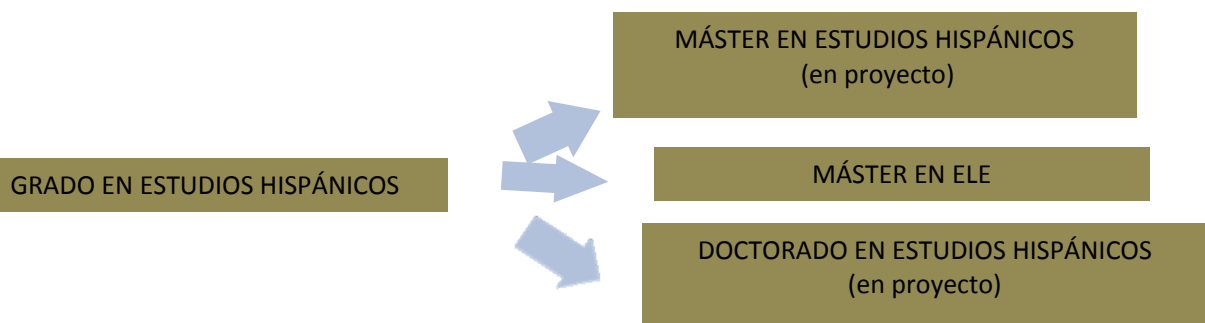 MÁSTER EN ESTUDIOS HISPÁNICOS
(en proyecto)
GRADO EN ESTUDIOS HISPÁNICOS
MÁSTER EN ELE
DOCTORADO EN ESTUDIOS HISPÁNICOS
(en proyecto)